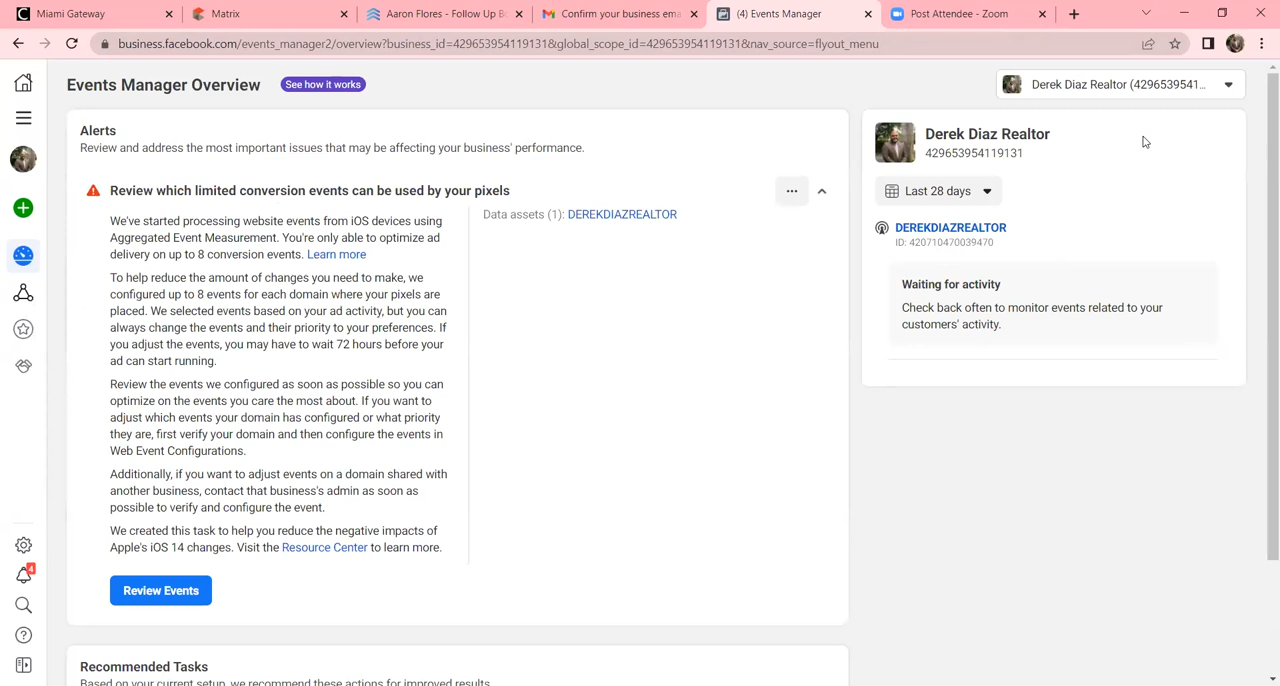 Miami Gateway
Matrix
Aaron Flores - Follow Up Bo
Confirm your business ema
(4) Events Manager
Post Attendee - Zoom
business.facebook.com/events_manager2/overview?business_id=429653954119131&global_scope_id=429653954119131&nav_source=flyout_menu
Events Manager Overview
See how it works
Derek Diaz Realtor (4296539541...
Alerts
Review and address the most important issues that may be affecting your business' performance.
Review which limited conversion events can be used by your pixels
We've started processing website events from iOS devices using
Aggregated Event Measurement. You're only able to optimize ad
delivery on up to 8 conversion events. Learn more
To help reduce the amount of changes you need to make, we
configured up to 8 events for each domain where your pixels are
placed. We selected events based on your ad activity, but you can
always change the events and their priority to your preferences. If
you adjust the events, you may have to wait 72 hours before your
ad can start running.
Review the events we configured as soon as possible so you can
optimize on the events you care the most about. If you want to
adjust which events your domain has configured or what priority
they are, first verify your domain and then configure the events in
Web Event Configurations.
Additionally, if you want to adjust events on a domain shared with
another business, contact that business's admin as soon as
possible to verify and configure the event.
We created this task to help you reduce the negative impacts of
Apple's iOS 14 changes. Visit the Resource Center to learn more.
Review Events
Data assets (1): DEREKDIAZREALTOR
Derek Diaz Realtor
429653954119131
Last 28 days
DEREKDIAZREALTOR
ID: 420710470039470
Waiting for activity
Check back often to monitor events related to your
customers' activity.
4
Recommended Tasks
Based on your current setup, we recommend these actions for improved results.